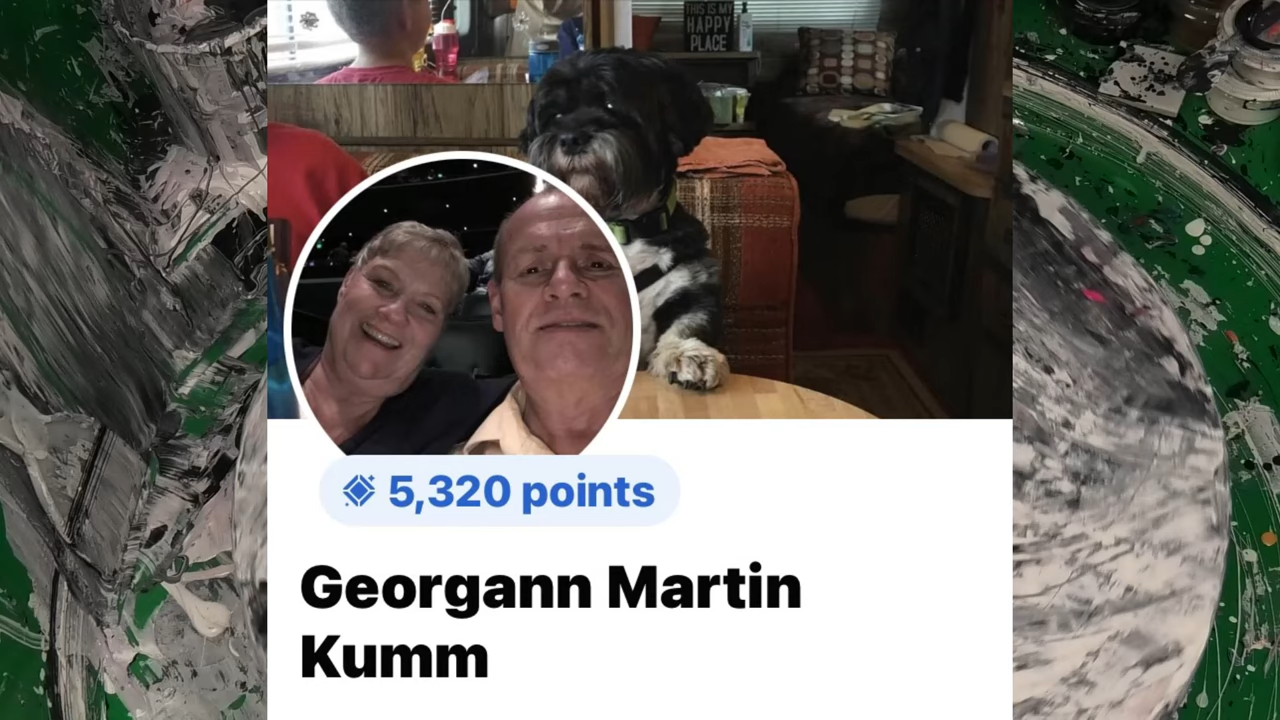 THIS IS MY
HAPPY
PLACE
5,320 points
Georgann Martin
Kumm